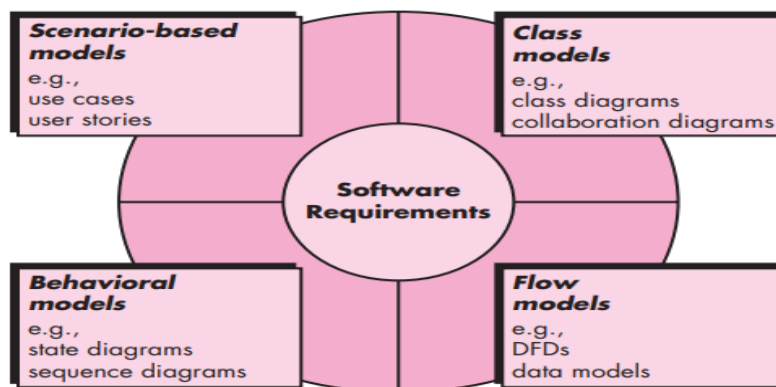 Scenario-based
models
e.g.,
use cases
user stories
Class
models
e.g.,
class diagrams
collaboration diagrams
Software
Requirements
Behavioral
models
e.g.,
state diagrams
sequence diagrams
Flow
models
e.g.,
DFDs
data models